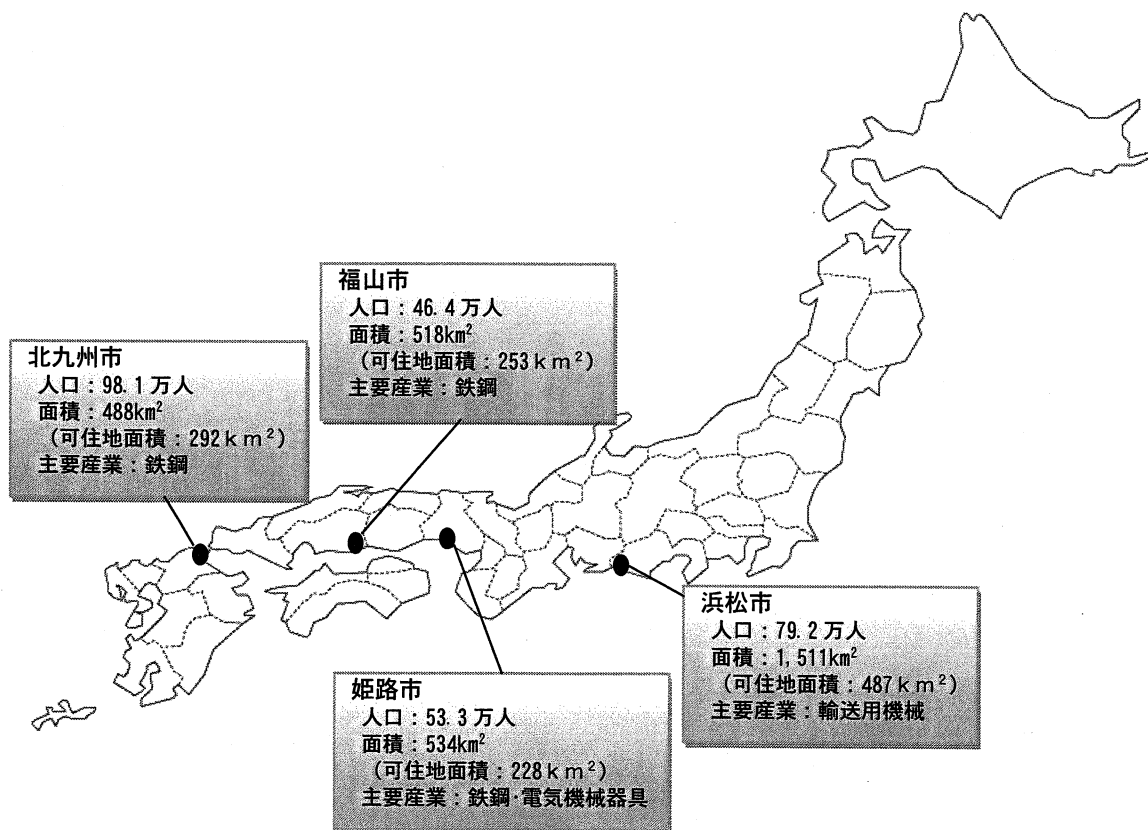 福山市
人口：46.4万人
面積：518km²
（可住地面積：253ｋｍ²）
主要産業：鉄鋼
北九州市
人口：98.1万人
面積：488km²
（可住地面積：292ｋｍ²）
主要産業：鉄鋼
浜松市
人口：79.2万人
面積：1,511km²
（可住地面積：487ｋｍ²）
主要産業：輸送用機械
姫路市
人口：53.3万人
面積：534km²
（可住地面積：228ｋｍ²）
主要産業：鉄鋼・電気機械器具